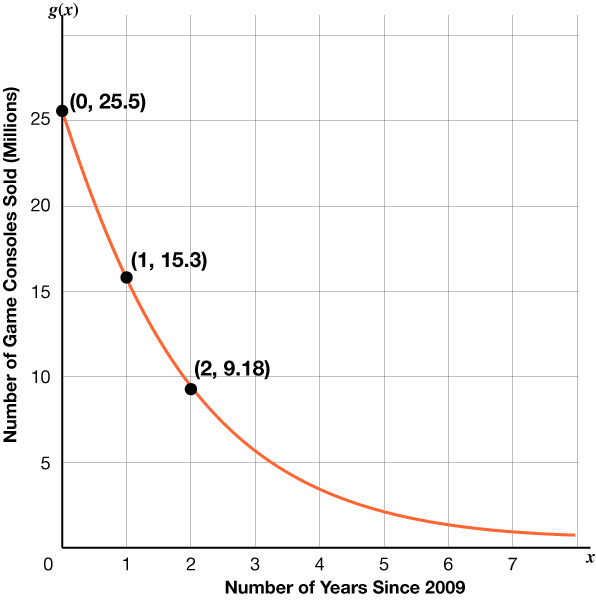 g(x)
Number of Game Consoles Sold (Millions)
(0, 25.5)
25
20
(1, 15.3)
15
(2, 9.18)
10
5
0 1 2 3 4 5 6 7 x
Number of Years Since 2009